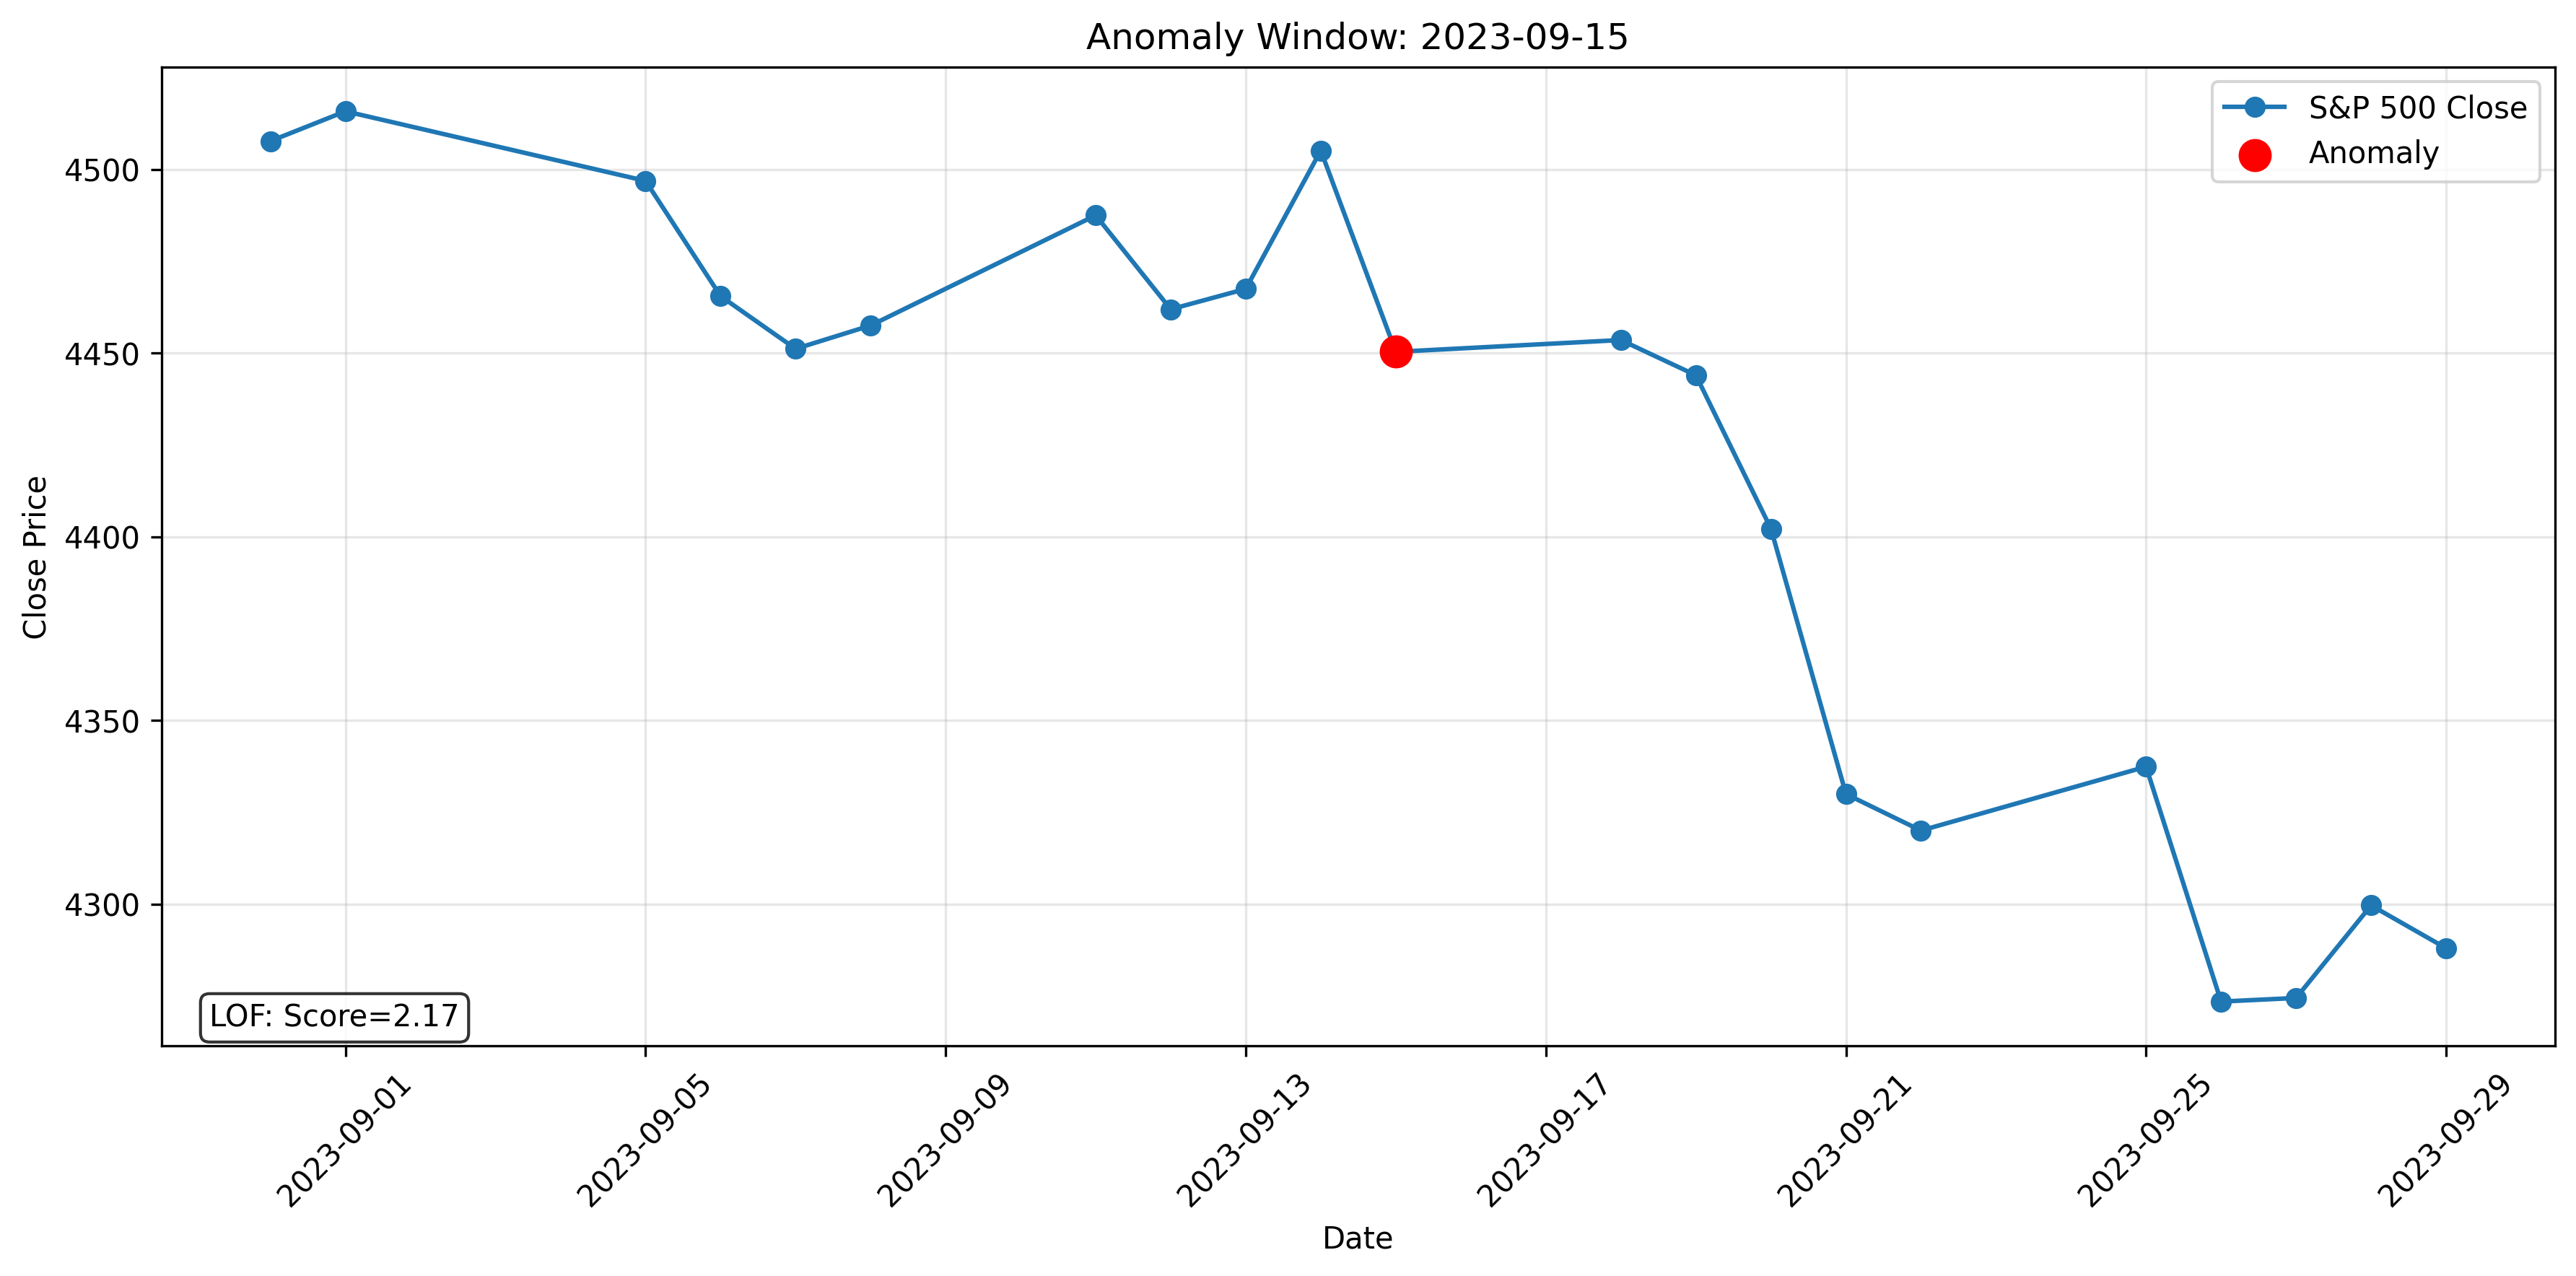 Anomaly Window: 2023-09-15
S&P 500 Close
Anomaly
4500
4450
4400
4350
4300
Close Price
LOF: Score=2.17
2023-09-01
2023-09-05
2023-09-09
2023-09-13
2023-09-17
2023-09-21
2023-09-25
2023-09-29
Date